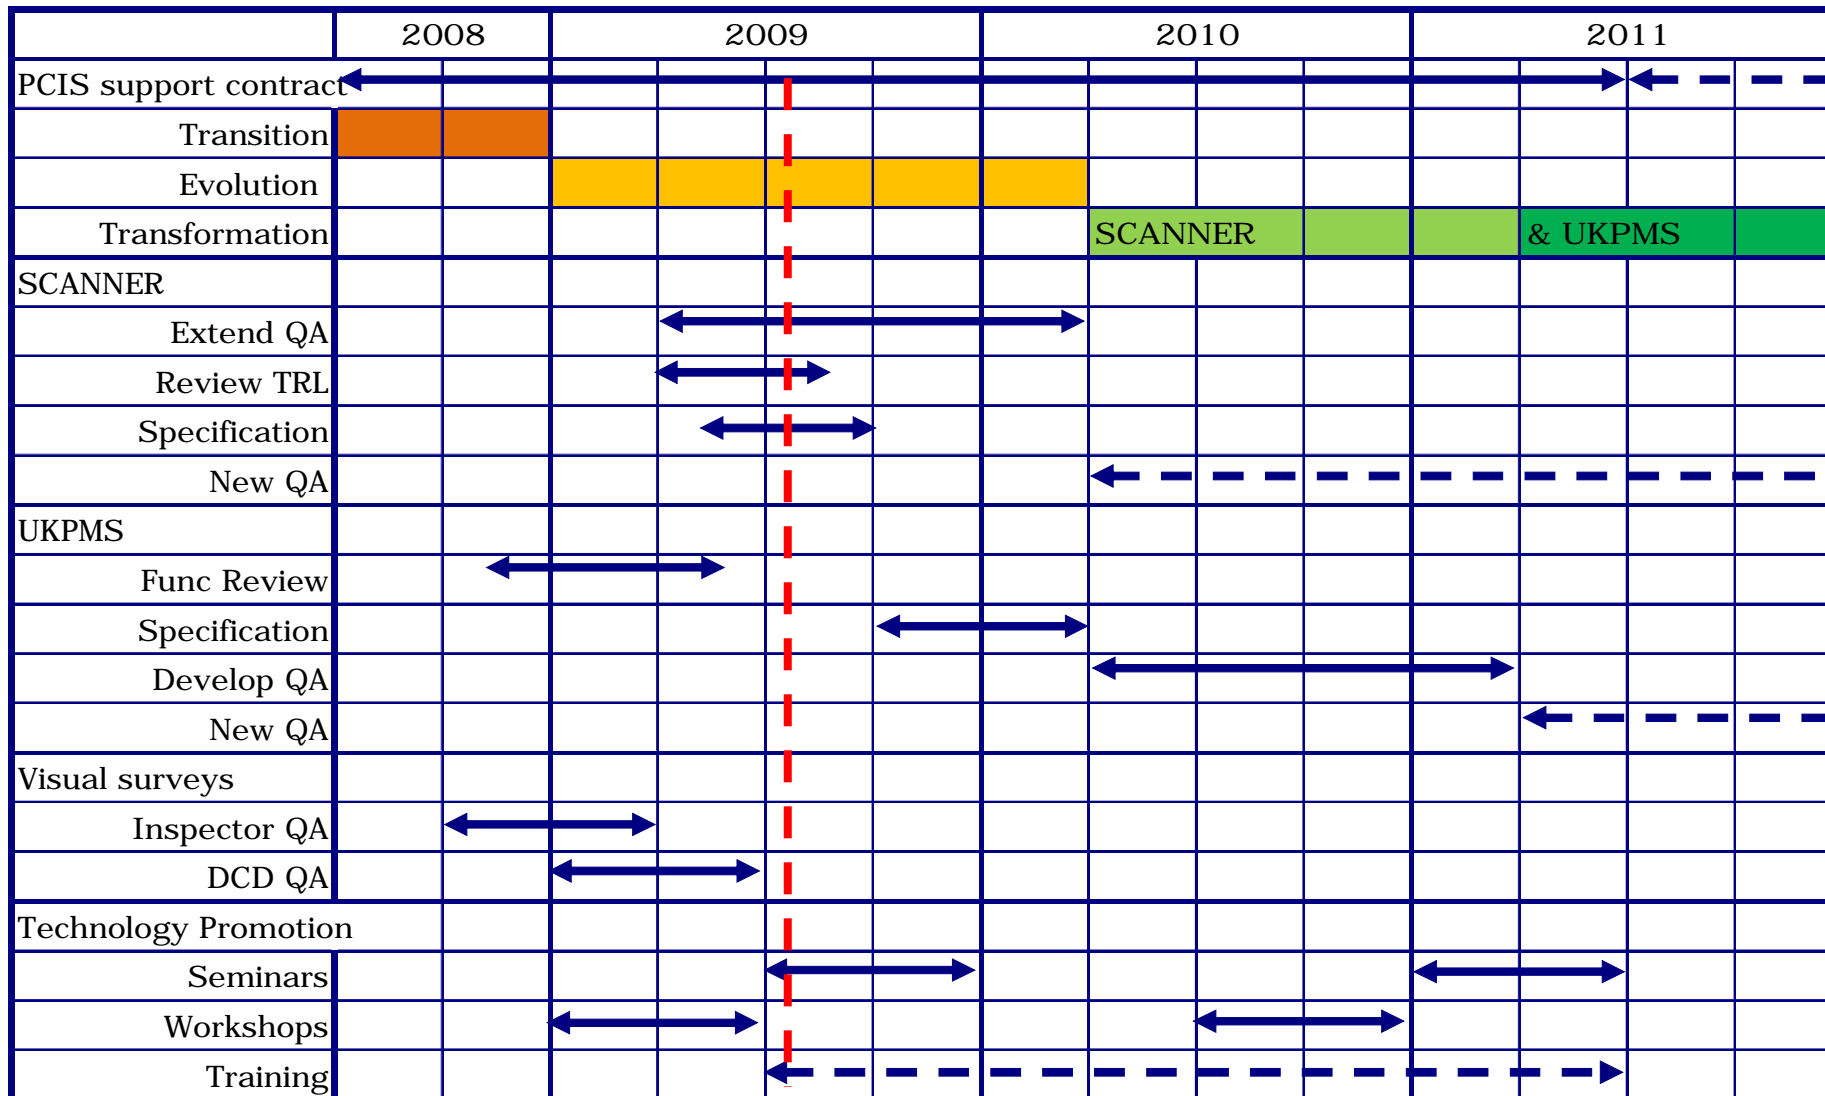 2008 2009 2010 2011
PCIS support contract
Transition
Evolution
Transformation SCANNER & UKPMS
SCANNER
Extend QA
Review TRL
Specification
New QA
UKPMS
Func Review
Specification
Develop QA
New QA
Visual surveys
Inspector QA
DCD QA
Technology Promotion
Seminars
Workshops
Training